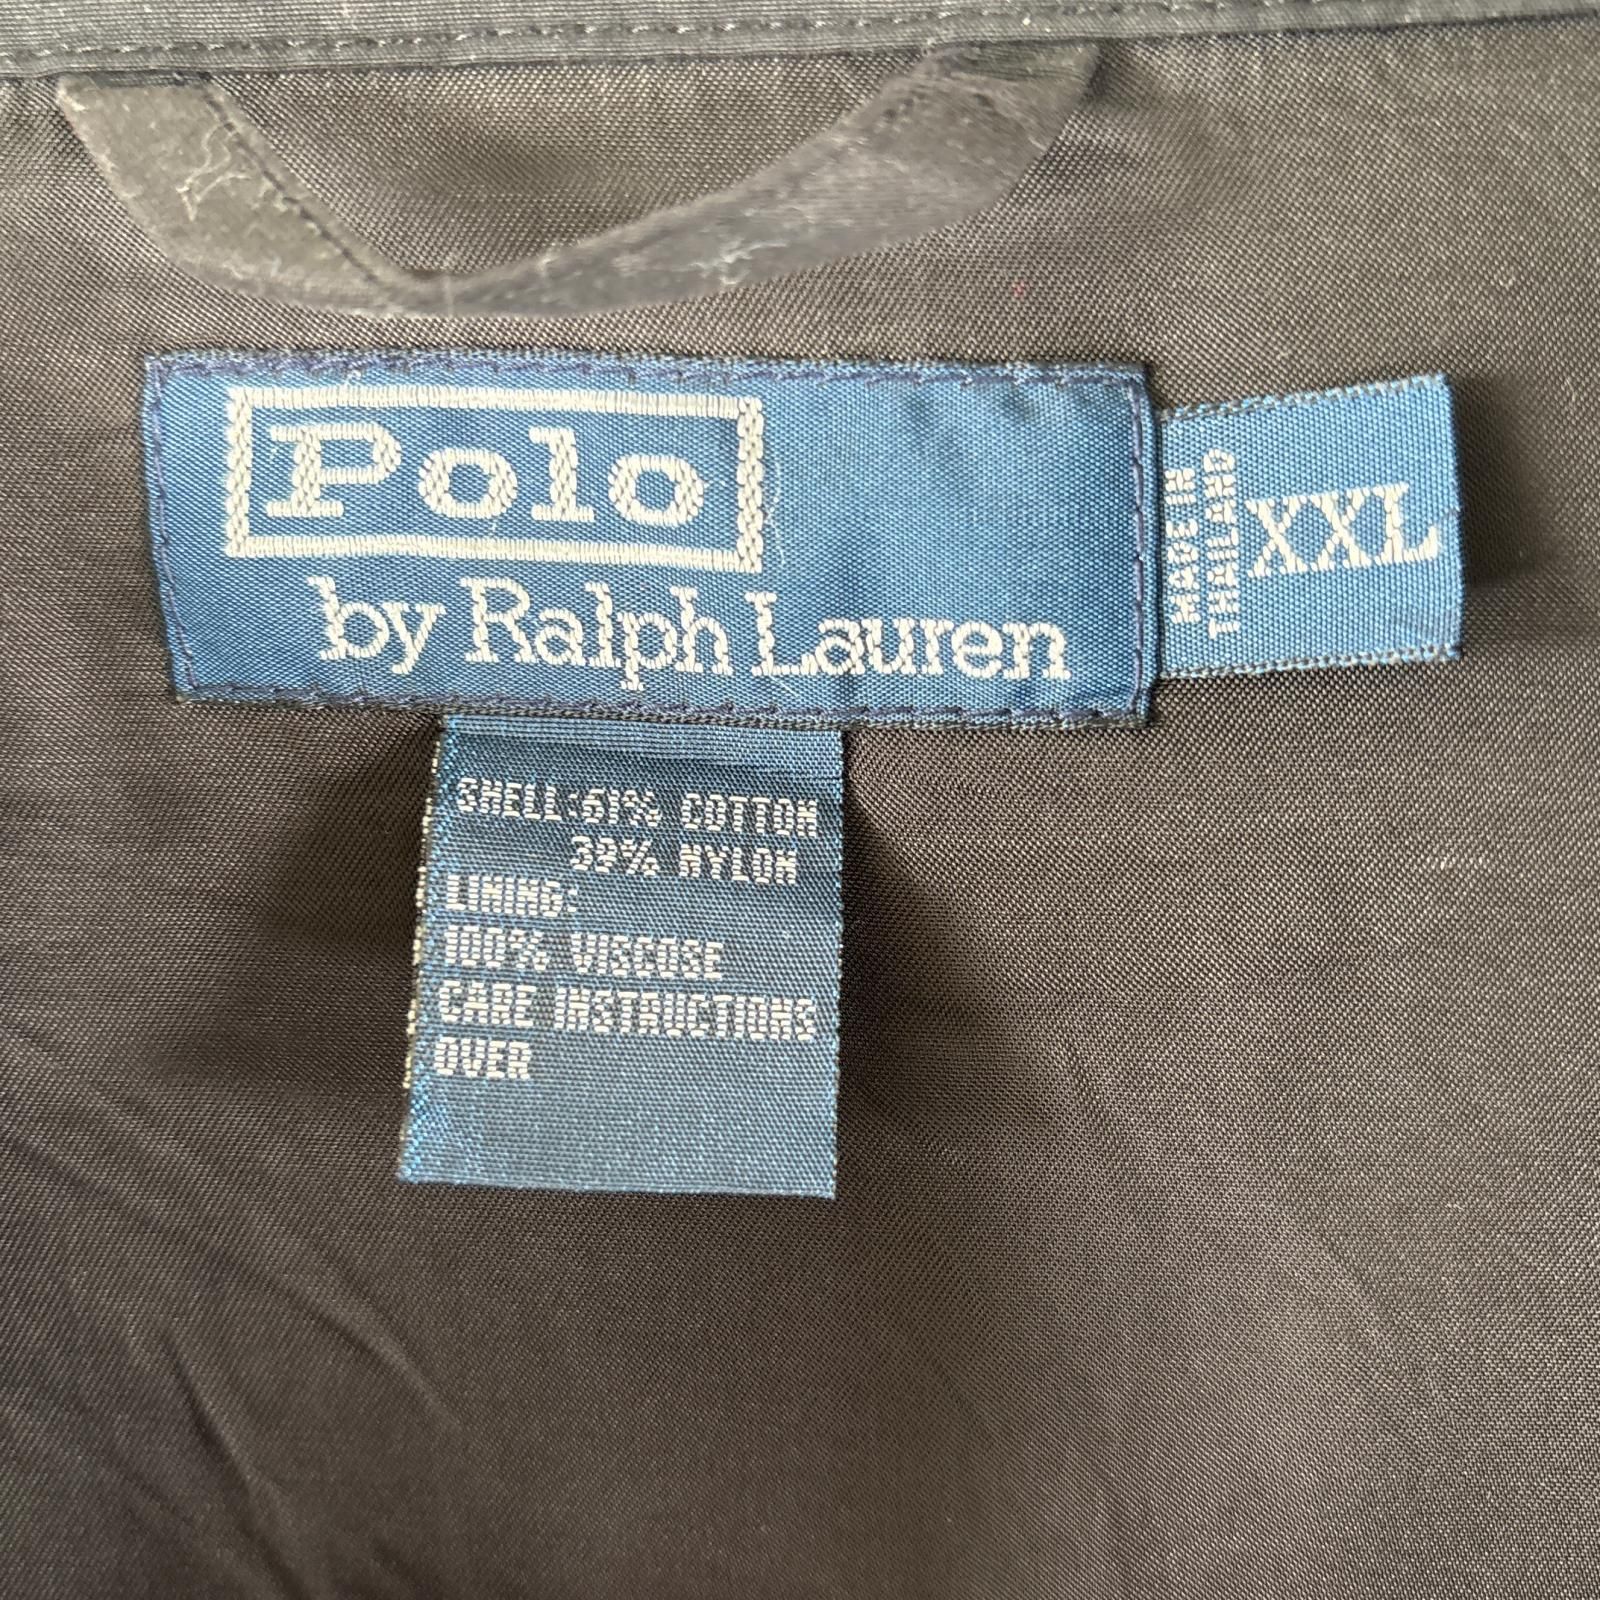 Polo
by Ralph Lauren
MADE IN
THAILAND
XXL
SHELL:61% COTTON
39% NYLON
LINING:
100% VISCOSE
CARE INSTRUCTIONS
OVER